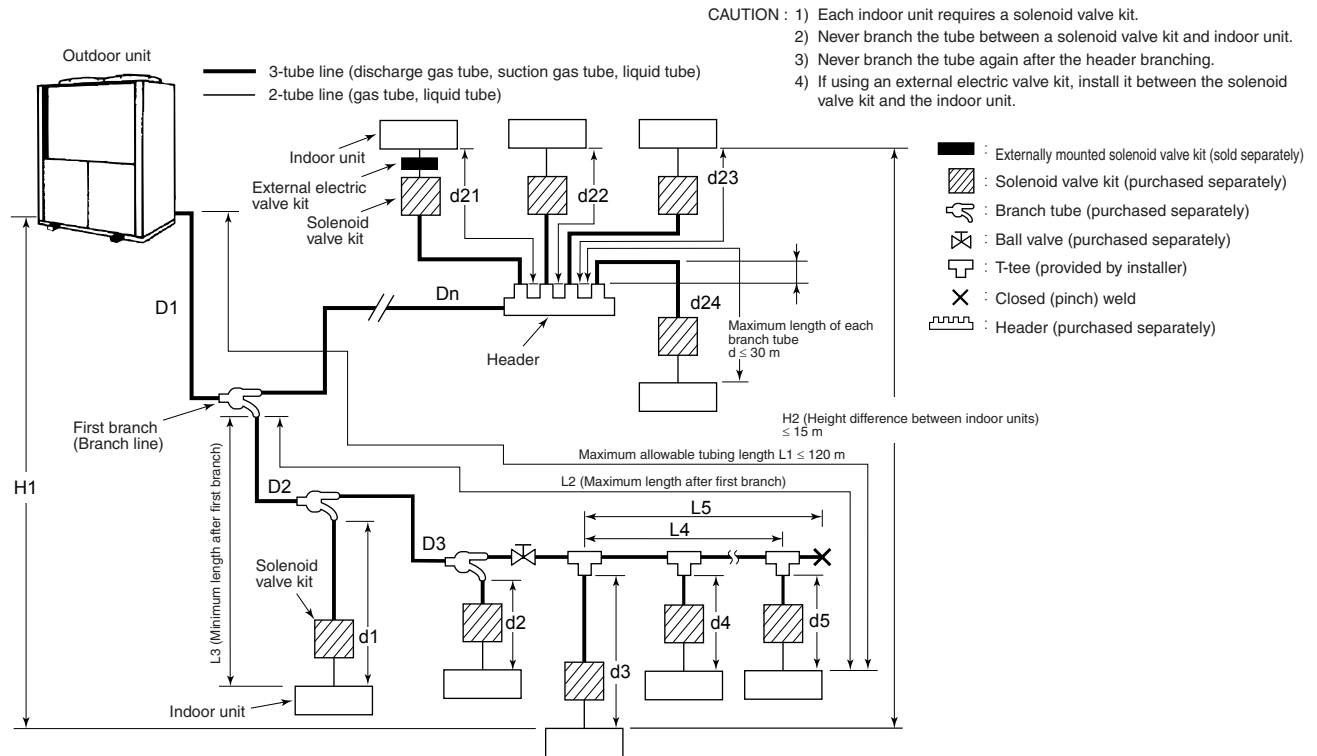 CAUTION : 1) Each indoor unit requires a solenoid valve kit.
2) Never branch the tube between a solenoid valve kit and indoor unit.
3) Never branch the tube again after the header branching.
4) If using an external electric valve kit, install it between the solenoid
valve kit and the indoor unit.
Outdoor unit
3-tube line (discharge gas tube, suction gas tube, liquid tube)
2-tube line (gas tube, liquid tube)
Indoor unit
External electric
valve kit
Solenoid
valve kit
d21
d22
d23
d24
: Externally mounted solenoid valve kit (sold separately)
: Solenoid valve kit (purchased separately)
: Branch tube (purchased separately)
: Ball valve (purchased separately)
: T-tee (provided by installer)
: Closed (pinch) weld
: Header (purchased separately)
D1
Dn
Header
Maximum length of each
branch tube
d ≤ 30 m
First branch
(Branch line)
H2 (Height difference between indoor units)
≤ 15 m
Maximum allowable tubing length L1 ≤ 120 m
L2 (Maximum length after first branch)
H1
L3 (Minimum length after first branch)
D2
D3
L5
L4
Solenoid
valve kit
d1
d2
d3
d4
d5
Indoor unit